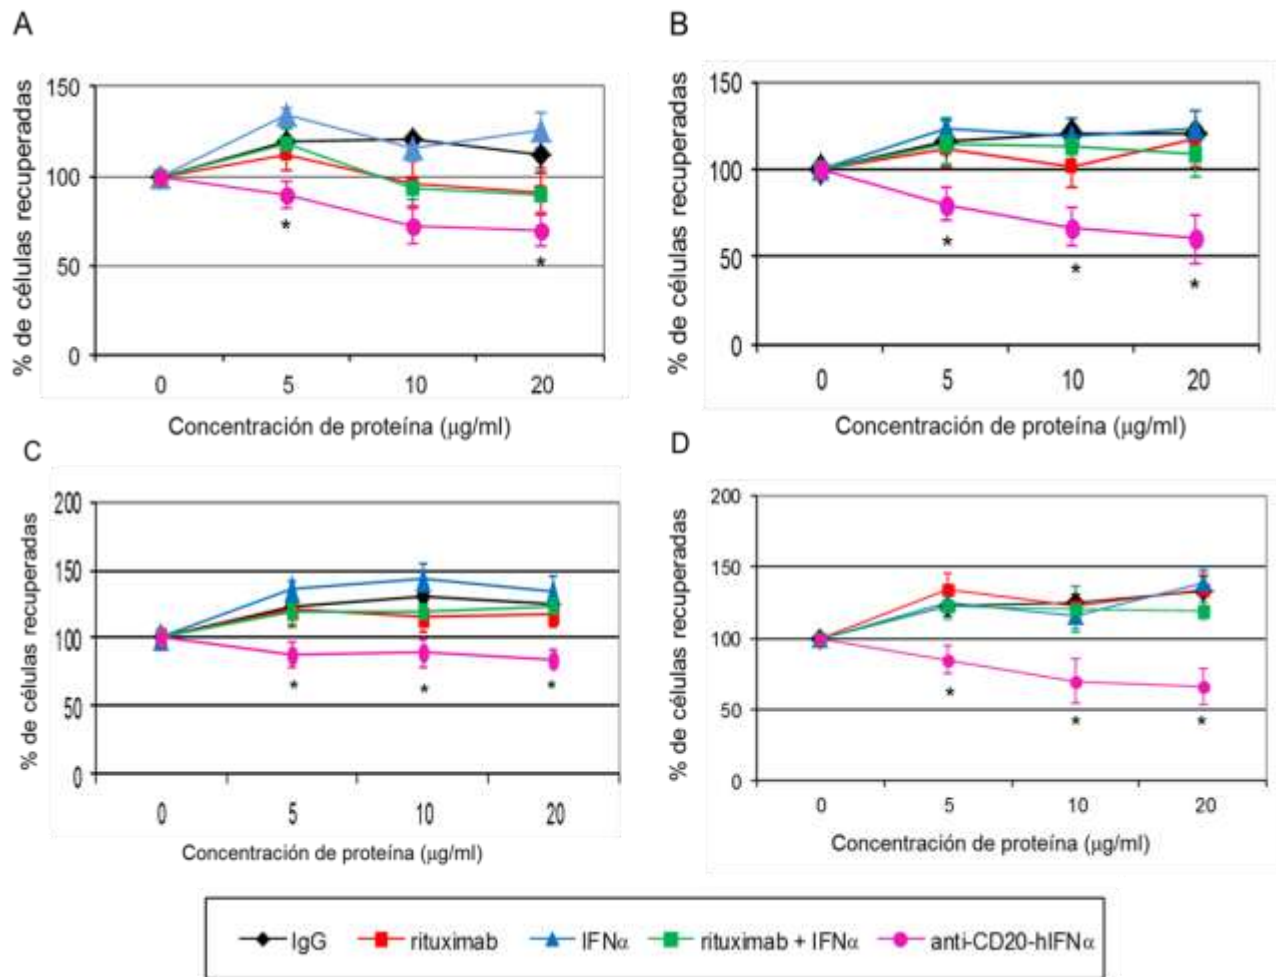 A
% de células recuperadas
150
100
50
0
*
*
0 5 10 20
Concentración de proteína (µg/ml)
B
% de células recuperadas
150
100
50
0
*
*
*
0 5 10 20
Concentración de proteína (µg/ml)
C
% de células recuperadas
200
150
100
50
0
*
*
*
0 5 10 20
Concentración de proteína (µg/ml)
D
% de células recuperadas
200
150
100
50
0
*
*
*
0 5 10 20
Concentración de proteína (µg/ml)
IgG rituximab IFNα rituximab + IFNα anti-CD20-hIFNα